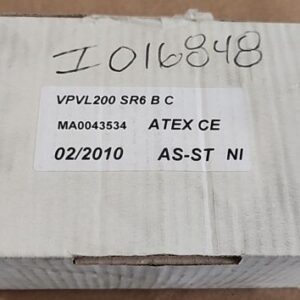 I016848
VPVL200 SR6 B C
MA0043534 ATEX CE
02/2010 AS-ST NI